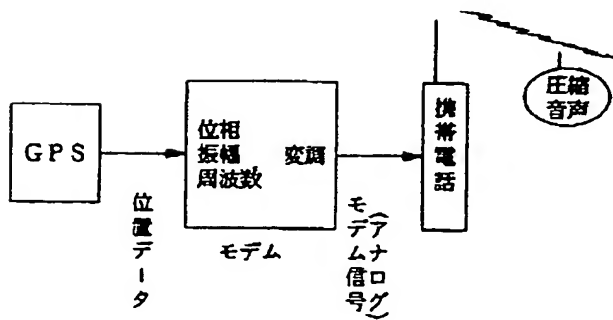 GPS
位置データ
位相
振幅
周波数
変調
モデム
モデム信号
(アナログ)
携帯電話
圧縮
音声